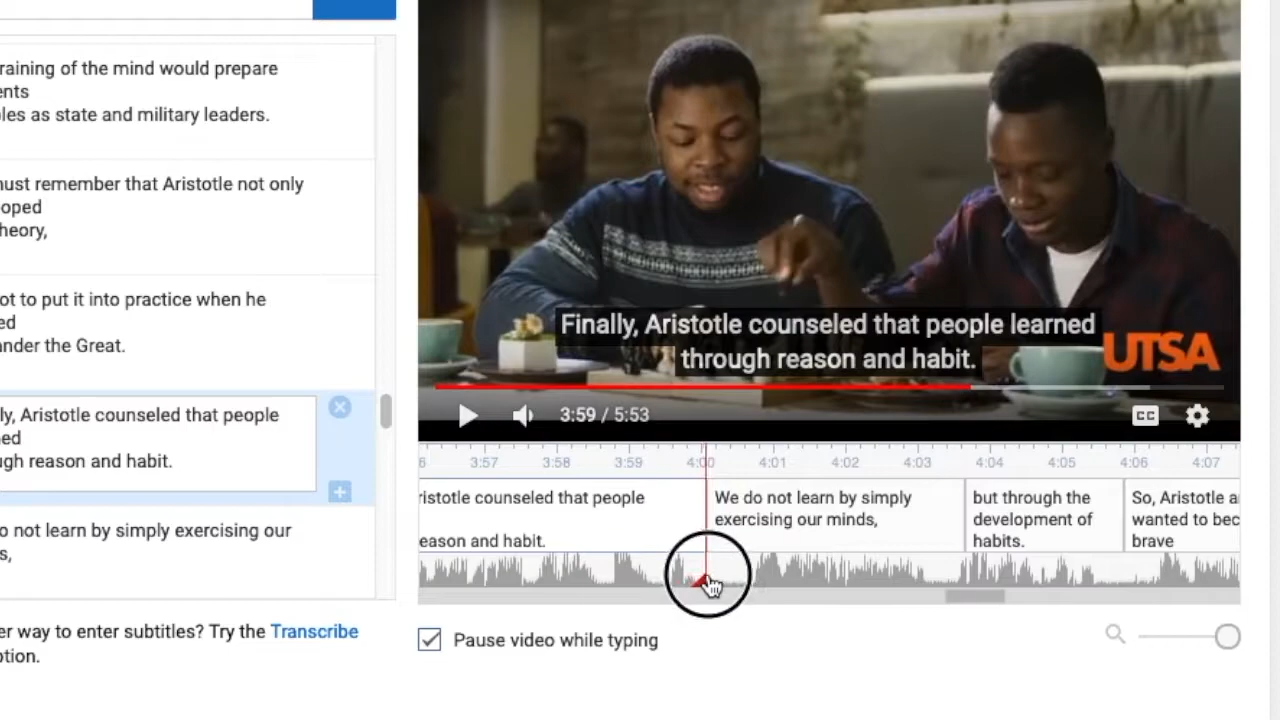 raining of the mind would prepare
ents
les as state and military leaders.
must remember that Aristotle not only
oped
heory,
ot to put it into practice when he
ed
ander the Great.
ly, Aristotle counseled that people
ed
ugh reason and habit.
o not learn by simply exercising our
s,
er way to enter subtitles? Try the Transcribe
ption.
Finally, Aristotle counseled that people learned
through reason and habit.
UTSA
3:59 / 5:53
CC
6 3:57 3:58 3:59 4:00 4:01 4:02 4:03 4:04 4:05 4:06 4:07
ristotle counseled that people
eason and habit.
We do not learn by simply
exercising our minds,
but through the
development of
habits.
So, Aristotle a
wanted to bec
brave
Pause video while typing